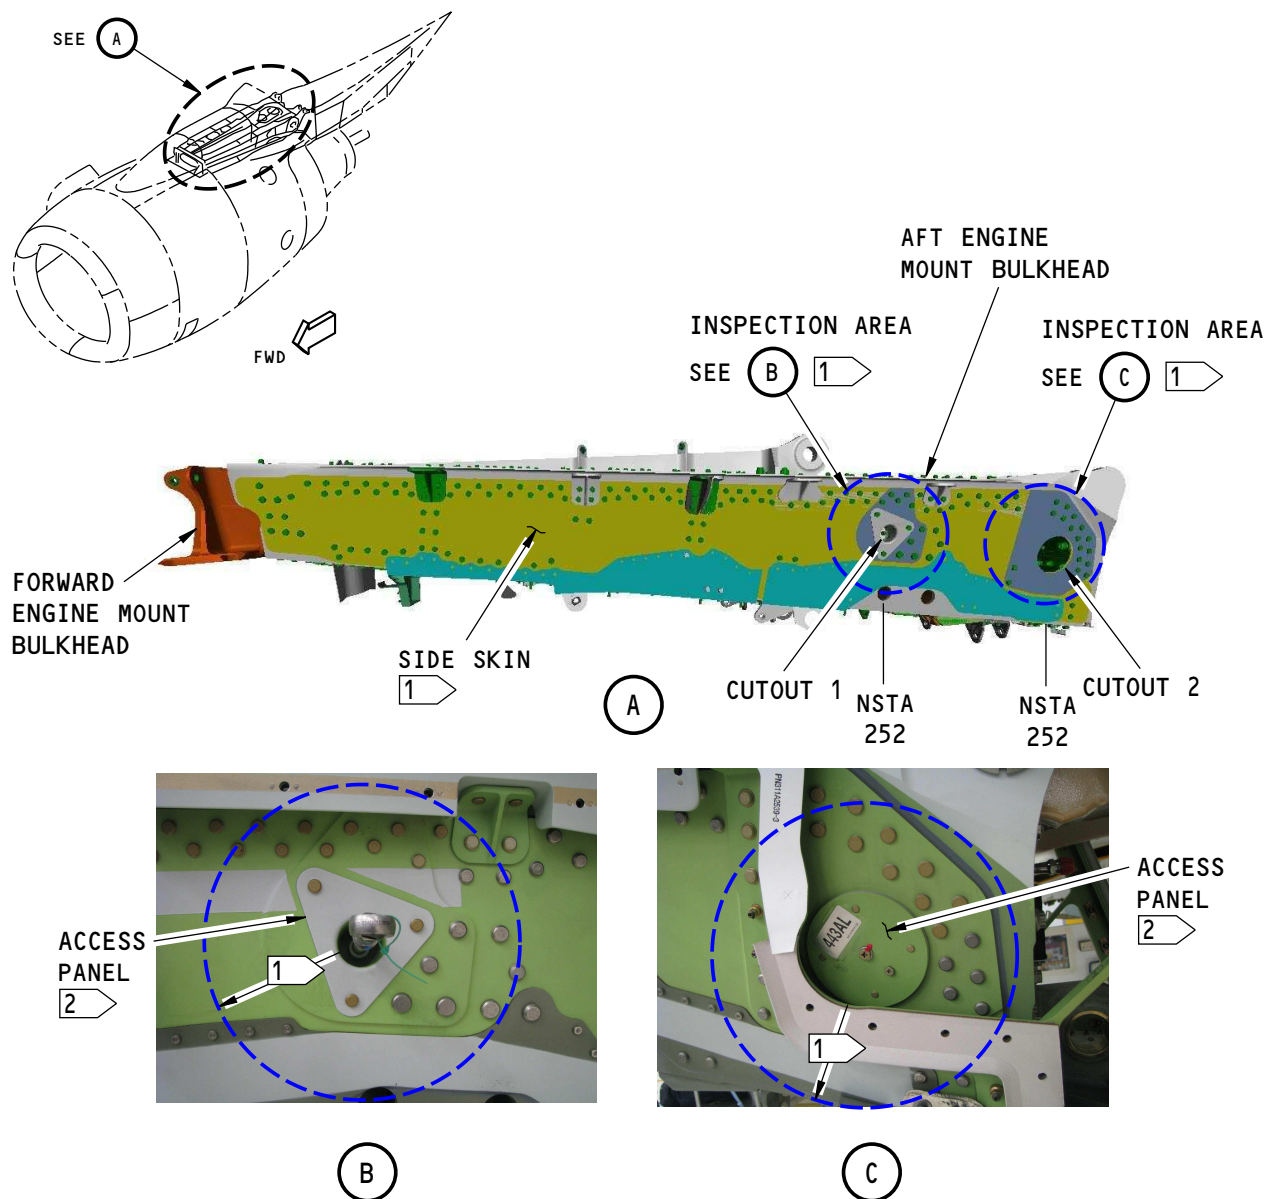 SEE A
FWD
AFT ENGINE
MOUNT BULKHEAD
INSPECTION AREA
SEE B 1
INSPECTION AREA
SEE C 1
FORWARD
ENGINE MOUNT
BULKHEAD
SIDE SKIN
1
A
CUTOUT 1
NSTA
252
NSTA
252
CUTOUT 2
ACCESS
PANEL
2
1
B
PN311A2639-3
443AL
1
ACCESS
PANEL
2
C